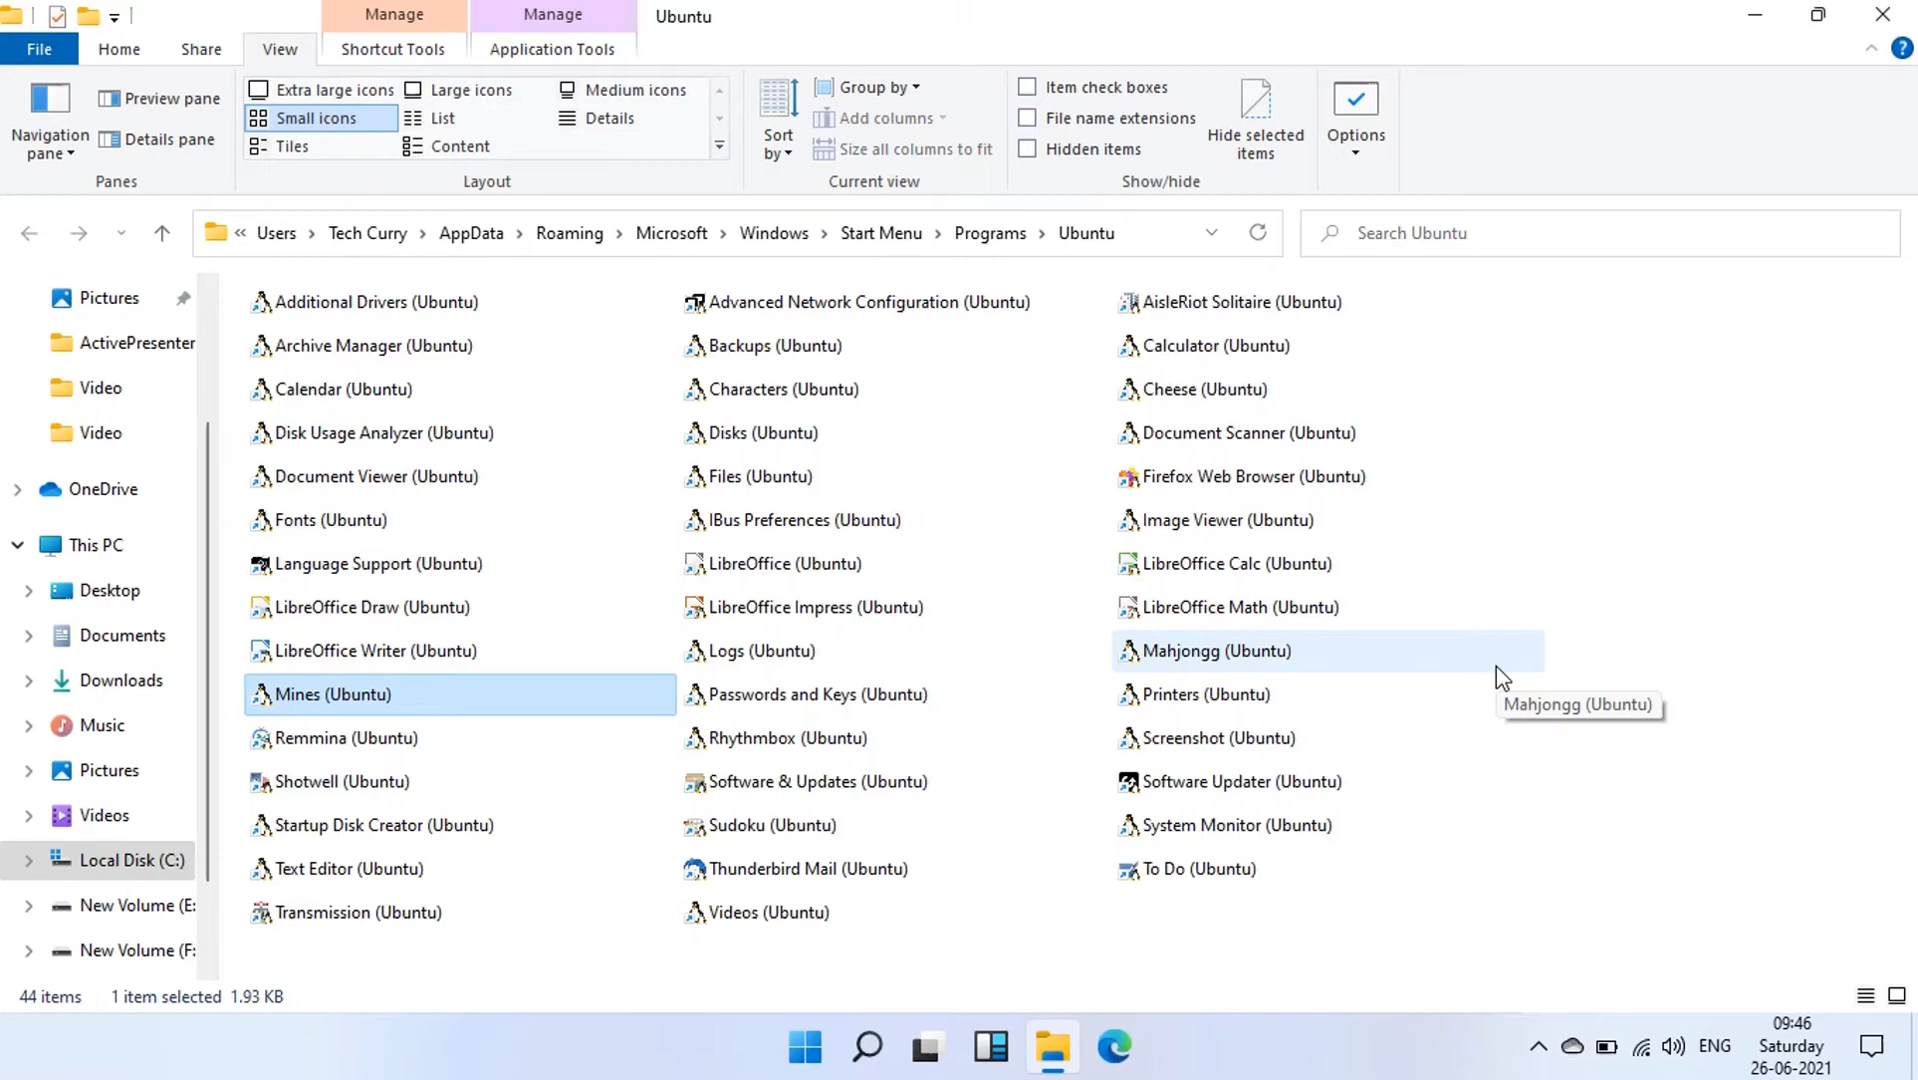 Manage
Manage
Ubuntu
File
Home
Share
View
Shortcut Tools
Application Tools
?
Navigation pane
Preview pane
Details pane
Panes
Extra large icons
Large icons
Medium icons
Small icons
List
Details
Tiles
Content
Layout
Sort by
Group by
Add columns
Size all columns to fit
Current view
Item check boxes
File name extensions
Hidden items
Hide selected items
Show/hide
Options
« Users > Tech Curry > AppData > Roaming > Microsoft > Windows > Start Menu > Programs > Ubuntu
Search Ubuntu
Pictures
ActivePresenter
Video
Video
OneDrive
This PC
Desktop
Documents
Downloads
Music
Pictures
Videos
Local Disk (C:)
New Volume (E:
New Volume (F:
Additional Drivers (Ubuntu)
Advanced Network Configuration (Ubuntu)
AisleRiot Solitaire (Ubuntu)
Archive Manager (Ubuntu)
Backups (Ubuntu)
Calculator (Ubuntu)
Calendar (Ubuntu)
Characters (Ubuntu)
Cheese (Ubuntu)
Disk Usage Analyzer (Ubuntu)
Disks (Ubuntu)
Document Scanner (Ubuntu)
Document Viewer (Ubuntu)
Files (Ubuntu)
Firefox Web Browser (Ubuntu)
Fonts (Ubuntu)
IBus Preferences (Ubuntu)
Image Viewer (Ubuntu)
Language Support (Ubuntu)
LibreOffice (Ubuntu)
LibreOffice Calc (Ubuntu)
LibreOffice Draw (Ubuntu)
LibreOffice Impress (Ubuntu)
LibreOffice Math (Ubuntu)
LibreOffice Writer (Ubuntu)
Logs (Ubuntu)
Mahjongg (Ubuntu)
Mines (Ubuntu)
Passwords and Keys (Ubuntu)
Printers (Ubuntu)
Mahjongg (Ubuntu)
Remmina (Ubuntu)
Rhythmbox (Ubuntu)
Screenshot (Ubuntu)
Shotwell (Ubuntu)
Software & Updates (Ubuntu)
Software Updater (Ubuntu)
Startup Disk Creator (Ubuntu)
Sudoku (Ubuntu)
System Monitor (Ubuntu)
Text Editor (Ubuntu)
Thunderbird Mail (Ubuntu)
To Do (Ubuntu)
Transmission (Ubuntu)
Videos (Ubuntu)
44 items
1 item selected 1.93 KB
ENG
09:46
Saturday
26-06-2021